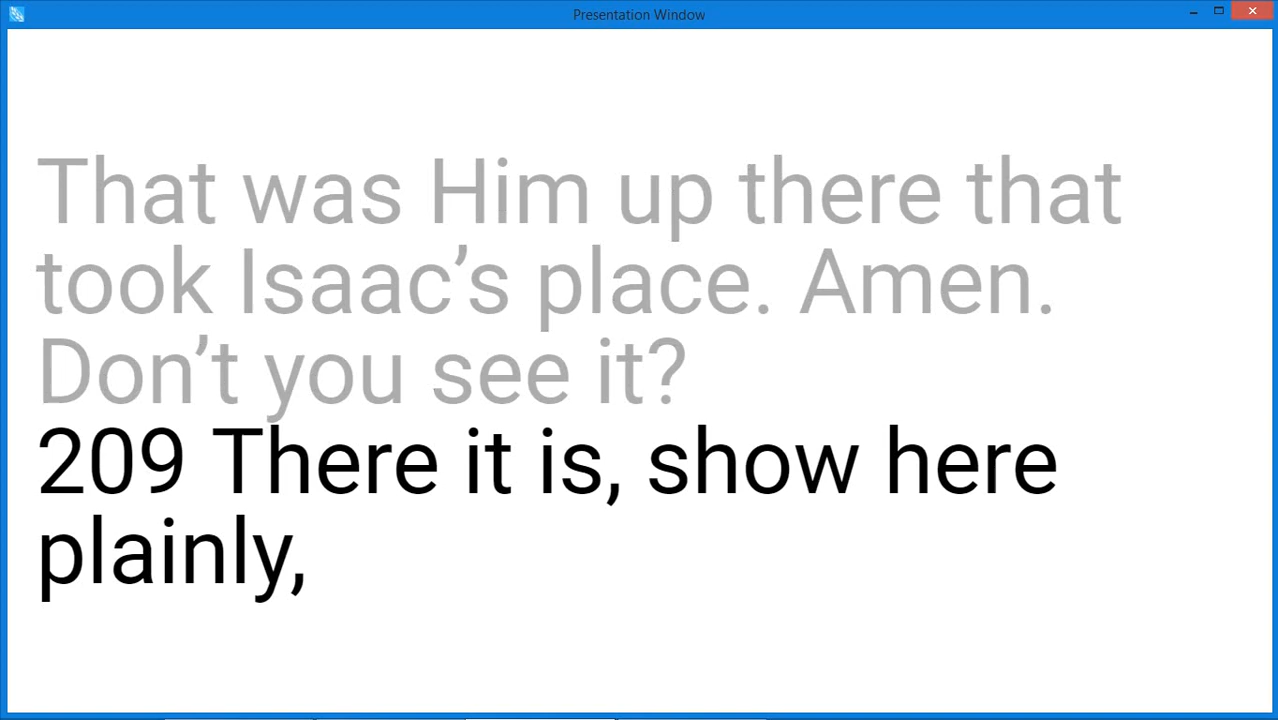 Presentation Window
That was Him up there that
took Isaac’s place. Amen.
Don’t you see it?
209 There it is, show here
plainly,